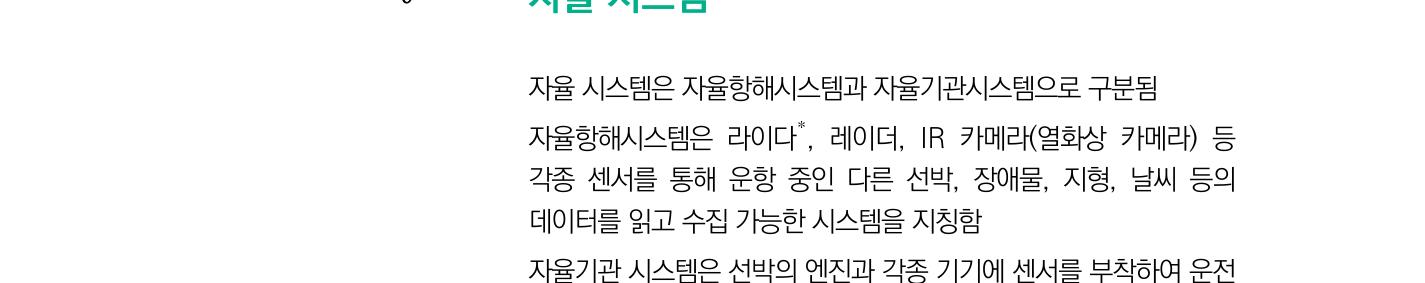 자율 시스템
자율 시스템은 자율항해시스템과 자율기관시스템으로 구분됨
자율항해시스템은 라이다*, 레이더, IR 카메라(열화상 카메라) 등
각종 센서를 통해 운항 중인 다른 선박, 장애물, 지형, 날씨 등의
데이터를 읽고 수집 가능한 시스템을 지칭함
자율기관 시스템은 선박의 엔진과 각종 기기에 센서를 부착하여 운전